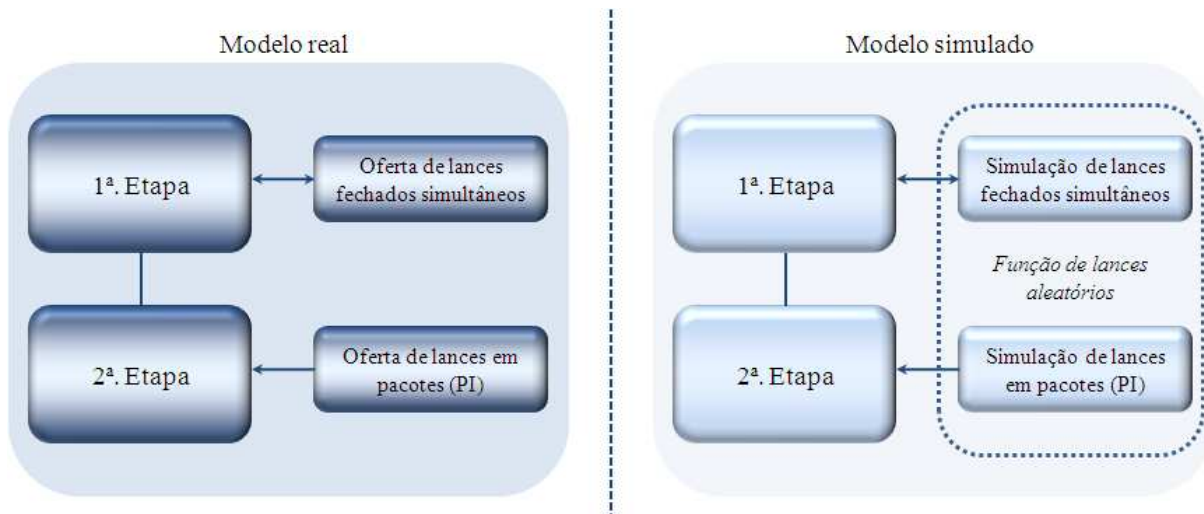 Modelo real
1ª. Etapa
Oferta de lances
fechados simultâneos
2ª. Etapa
Oferta de lances em
pacotes (PI)
Modelo simulado
1ª. Etapa
Simulação de lances
fechados simultâneos
Função de lances
aleatórios
2ª. Etapa
Simulação de lances
em pacotes (PI)